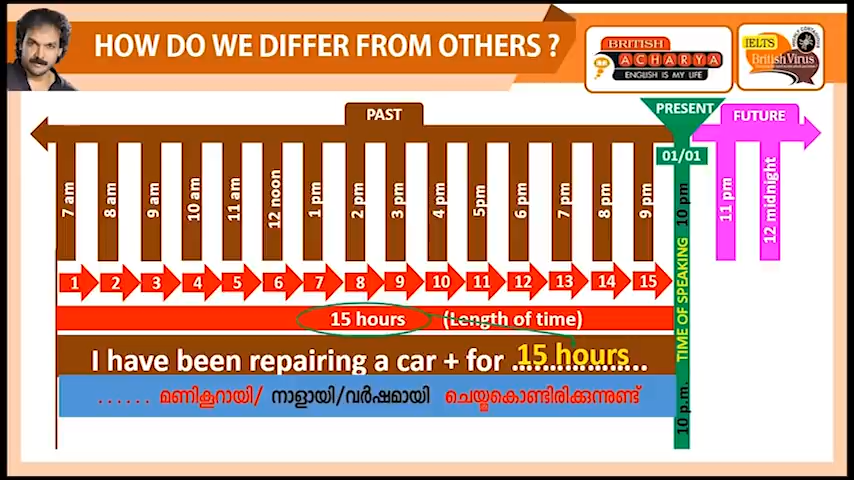 HOW DO WE DIFFER FROM OTHERS ?
BRITISH
ACHARYA
ENGLISH IS MY LIFE
IELTS
British Virus
PAST
PRESENT
FUTURE
01/01
7 am
8 am
9 am
10 am
11 am
12 noon
1 pm
2 pm
3 pm
4 pm
5pm
6 pm
7 pm
8 pm
9 pm
10 pm
11 pm
12 midnight
1 2 3 4 5 6 7 8 9 10 11 12 13 14 15
15 hours (Length of time)
TIME OF SPEAKING
I have been repairing a car + for 15 hours
...... മണിക്കൂറായി/ നാളായി/വർഷമായി ചെയ്തുകൊണ്ടിരിക്കുന്നുണ്ട്
10 p.m.